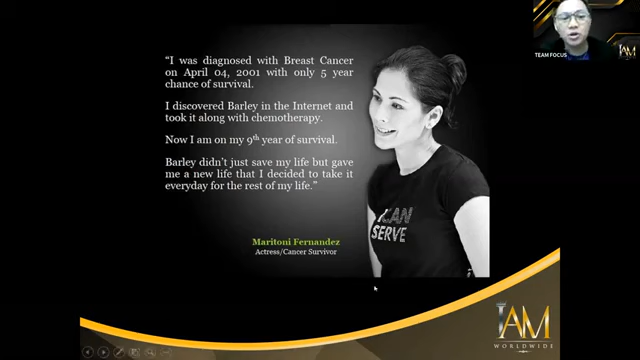 "I was diagnosed with Breast Cancer
on April 04, 2001 with only 5 year
chance of survival.
I discovered Barley in the Internet and
took it along with chemotherapy.
Now I am on my 9th year of survival.
Barley didn't just save my life but gave
me a new life that I decided to take it
everyday for the rest of my life."
Maritoni Fernandez
Actress/Cancer Survivor
I CAN
SERVE
IAM
WORLDWIDE
TEAM FOCUS
IAM